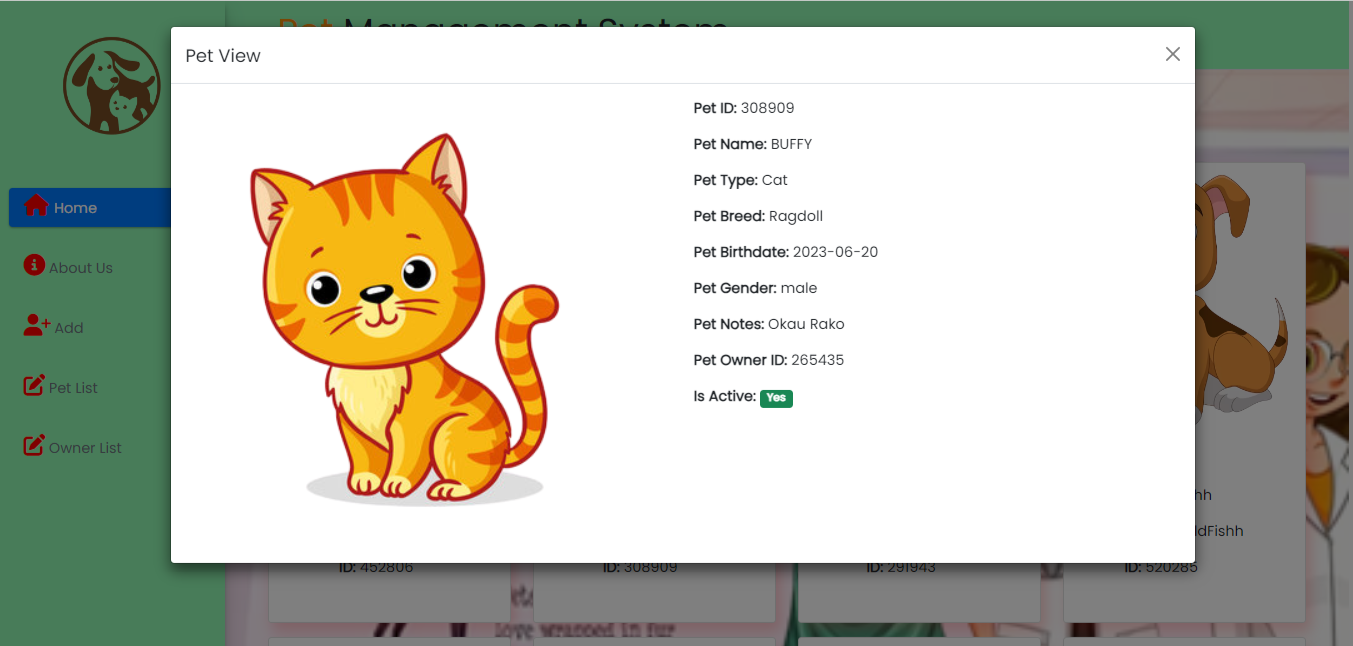 Pet Management System
Pet View
Pet ID: 308909
Pet Name: BUFFY
Pet Type: Cat
Pet Breed: Ragdoll
Pet Birthdate: 2023-06-20
Pet Gender: male
Pet Notes: Okau Rako
Pet Owner ID: 265435
Is Active: Yes
Home
About Us
Add
Pet List
Owner List
hh
ldFishh
ID: 452806
ID: 308909
ID: 291943
ID: 520285
love wrapped in fur